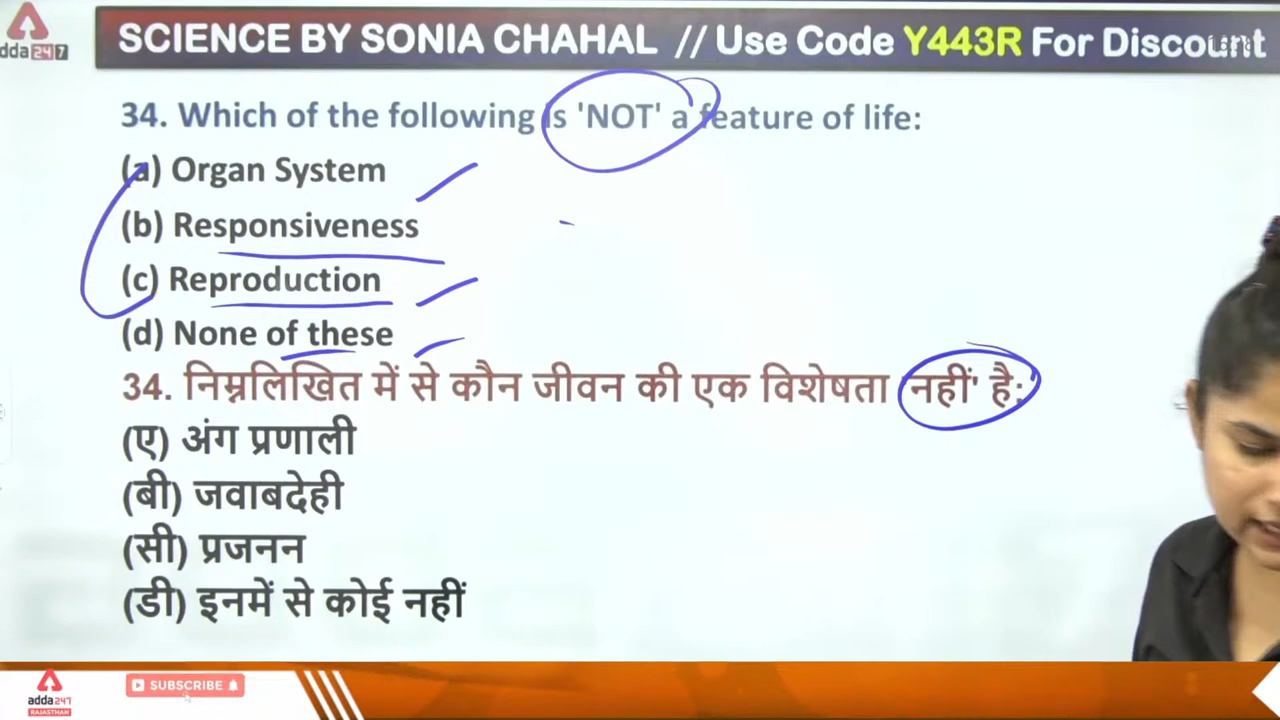 adda247
SCIENCE BY SONIA CHAHAL // Use Code Y443R For Discount
34. Which of the following is 'NOT' a feature of life:
(a) Organ System
(b) Responsiveness
(c) Reproduction
(d) None of these
34. निम्नलिखित में से कौन जीवन की एक विशेषता 'नहीं' है:
(ए) अंग प्रणाली
(बी) जवाबदेही
(सी) प्रजनन
(डी) इनमें से कोई नहीं
adda247
RAJASTHAN
SUBSCRIBE